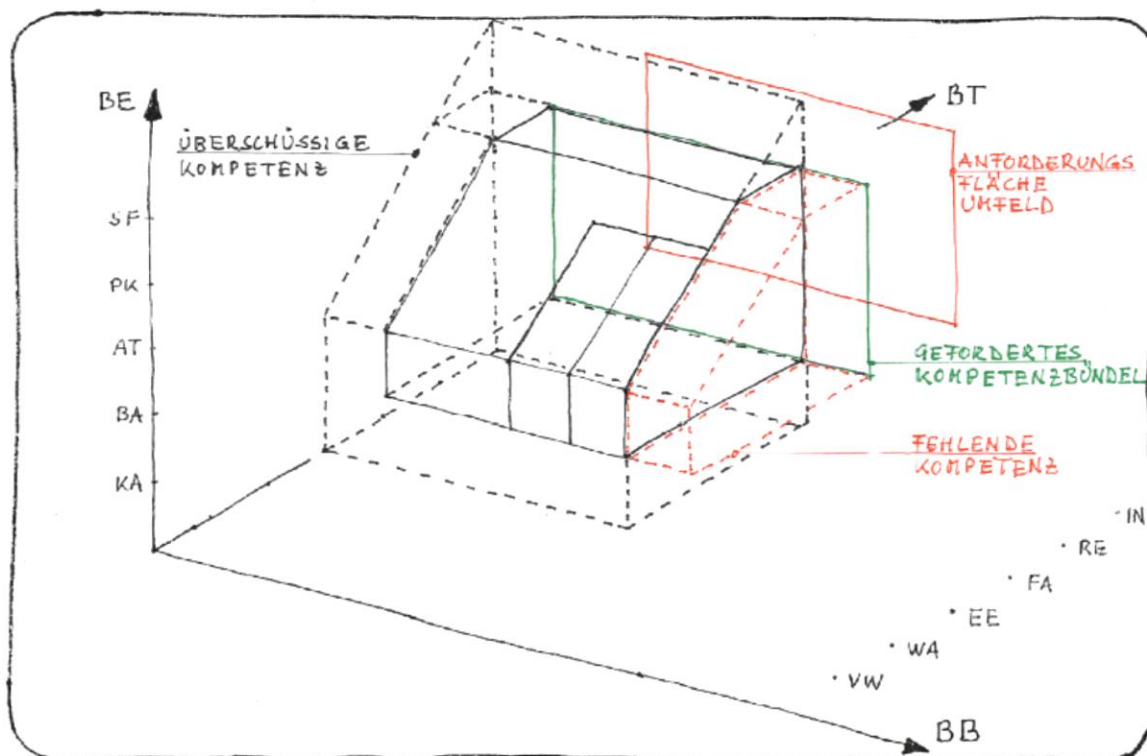 BE
BT
ÜBERSCHÜSSIGE
KOMPETENZ
ANFORDERUNGS
FLÄCHE
UMFELD
SF
PK
AT
BA
KA
GEFORDERTES
KOMPETENZBÜNDEL
FEHLENDE
KOMPETENZ
IN
RE
FA
EE
WA
VW
BB